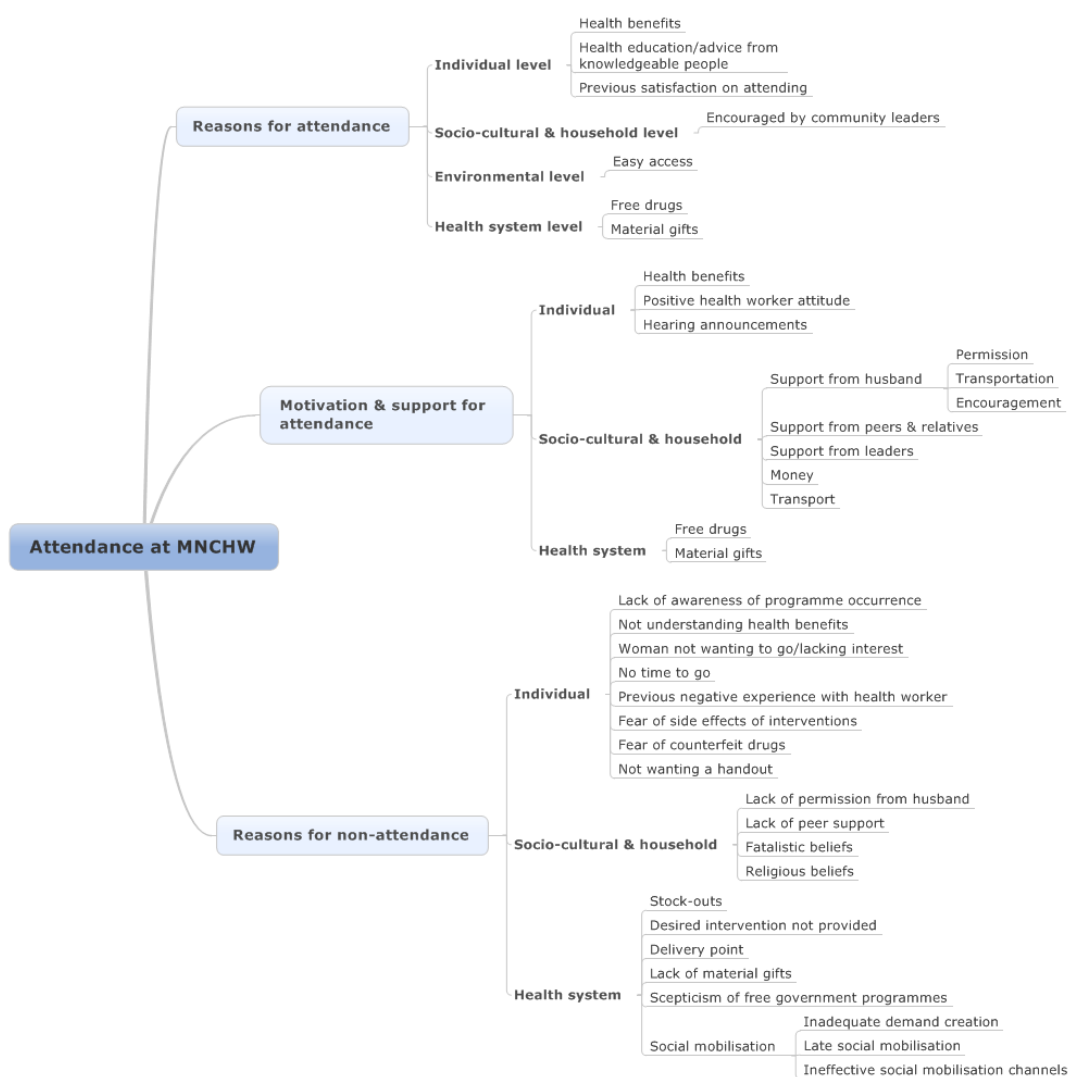 Attendance at MNCHW
Reasons for attendance
Individual level
Health benefits
Health education/advice from
knowledgeable people
Previous satisfaction on attending
Socio-cultural & household level
Encouraged by community leaders
Environmental level
Easy access
Health system level
Free drugs
Material gifts
Motivation & support for
attendance
Individual
Health benefits
Positive health worker attitude
Hearing announcements
Socio-cultural & household
Support from husband
Permission
Transportation
Encouragement
Support from peers & relatives
Support from leaders
Money
Transport
Health system
Free drugs
Material gifts
Reasons for non-attendance
Individual
Lack of awareness of programme occurrence
Not understanding health benefits
Woman not wanting to go/lacking interest
No time to go
Previous negative experience with health worker
Fear of side effects of interventions
Fear of counterfeit drugs
Not wanting a handout
Socio-cultural & household
Lack of permission from husband
Lack of peer support
Fatalistic beliefs
Religious beliefs
Health system
Stock-outs
Desired intervention not provided
Delivery point
Lack of material gifts
Scepticism of free government programmes
Social mobilisation
Inadequate demand creation
Late social mobilisation
Ineffective social mobilisation channels